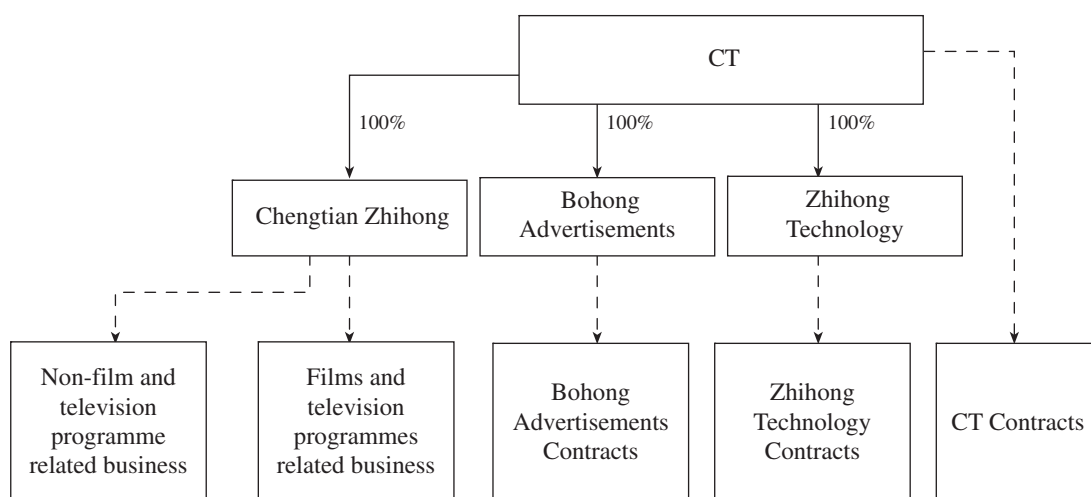 CT
100%
100%
100%
Chengtian Zhihong
Bohong
Advertisements
Zhihong
Technology
Non-film and
television
programme
related business
Films and
television
programmes
related business
Bohong
Advertisements
Contracts
Zhihong
Technology
Contracts
CT Contracts